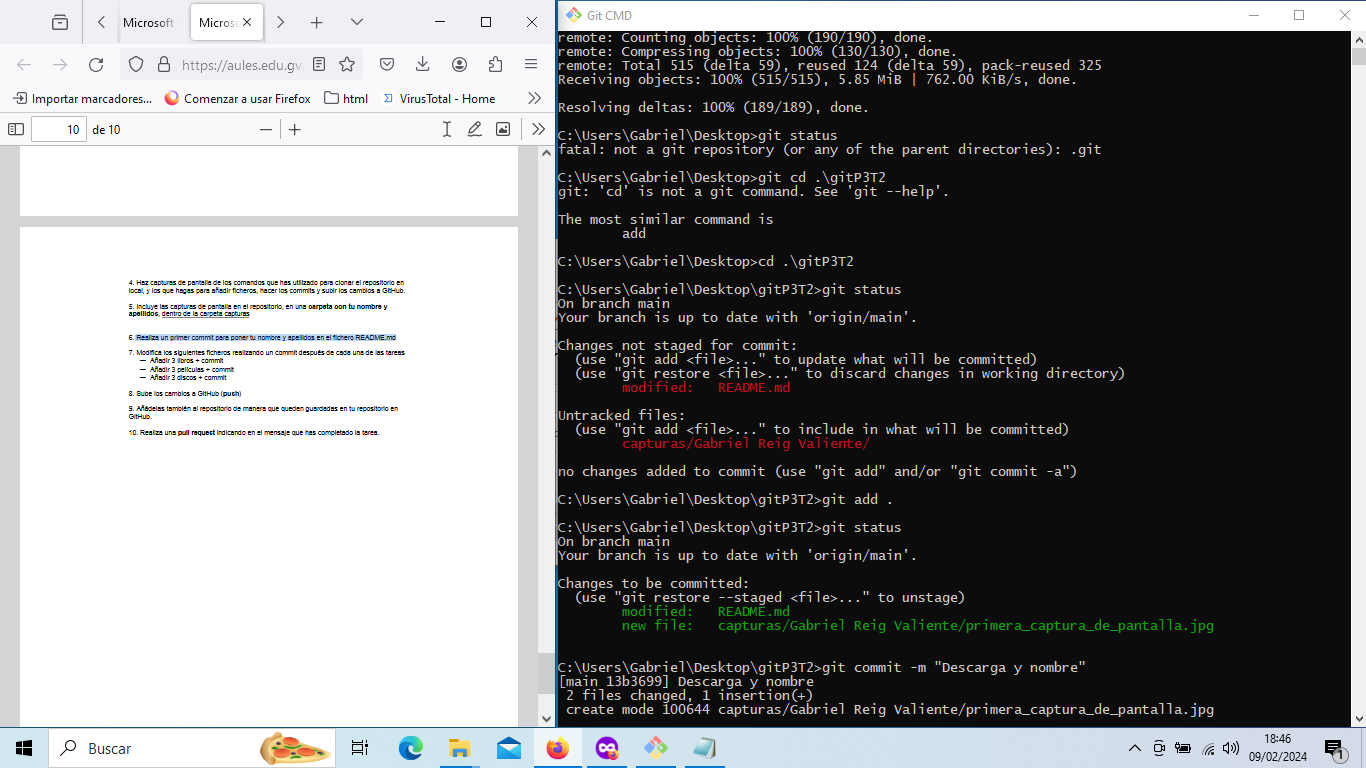 Microsoft
Micros
https://aules.edu.gv
Importar marcadores...
Comenzar a usar Firefox
html
VirusTotal - Home
10
de 10
4. Haz capturas de pantalla de los comandos que has utilizado para clonar el repositorio en
local, y los que hagas para añadir ficheros, hacer los commits y subir los cambios a GitHub.
5. Incluye las capturas de pantalla en el repositorio, en una carpeta con tu nombre y
apellidos, dentro de la carpeta capturas
6. Realiza un primer commit para poner tu nombre y apellidos en el fichero README.md
7. Modifica los siguientes ficheros realizando un commit después de cada una de las tareas
— Añadir 3 libros + commit
— Añadir 3 películas + commit
— Añadir 3 discos + commit
8. Sube los cambios a GitHub (push)
9. Añádelas también al repositorio de manera que queden guardadas en tu repositorio en
GitHub.
10. Realiza una pull request indicando en el mensaje que has completado la tarea.
Git CMD
remote: Counting objects: 100% (190/190), done.
remote: Compressing objects: 100% (130/130), done.
remote: Total 515 (delta 59), reused 124 (delta 59), pack-reused 325
Receiving objects: 100% (515/515), 5.85 MiB | 762.00 KiB/s, done.
Resolving deltas: 100% (189/189), done.
C:\Users\Gabriel\Desktop>git status
fatal: not a git repository (or any of the parent directories): .git
C:\Users\Gabriel\Desktop>git cd .\gitP3T2
git: 'cd' is not a git command. See 'git --help'.
The most similar command is
add
C:\Users\Gabriel\Desktop>cd .\gitP3T2
C:\Users\Gabriel\Desktop\gitP3T2>git status
On branch main
Your branch is up to date with 'origin/main'.
Changes not staged for commit:
(use "git add <file>..." to update what will be committed)
(use "git restore <file>..." to discard changes in working directory)
modified:   README.md
Untracked files:
(use "git add <file>..." to include in what will be committed)
capturas/Gabriel Reig Valiente/
no changes added to commit (use "git add" and/or "git commit -a")
C:\Users\Gabriel\Desktop\gitP3T2>git add .
C:\Users\Gabriel\Desktop\gitP3T2>git status
On branch main
Your branch is up to date with 'origin/main'.
Changes to be committed:
(use "git restore --staged <file>..." to unstage)
modified:   README.md
new file:   capturas/Gabriel Reig Valiente/primera_captura_de_pantalla.jpg
C:\Users\Gabriel\Desktop\gitP3T2>git commit -m "Descarga y nombre"
[main 13b3699] Descarga y nombre
2 files changed, 1 insertion(+)
create mode 100644 capturas/Gabriel Reig Valiente/primera_captura_de_pantalla.jpg
Buscar
18:46
09/02/2024
1